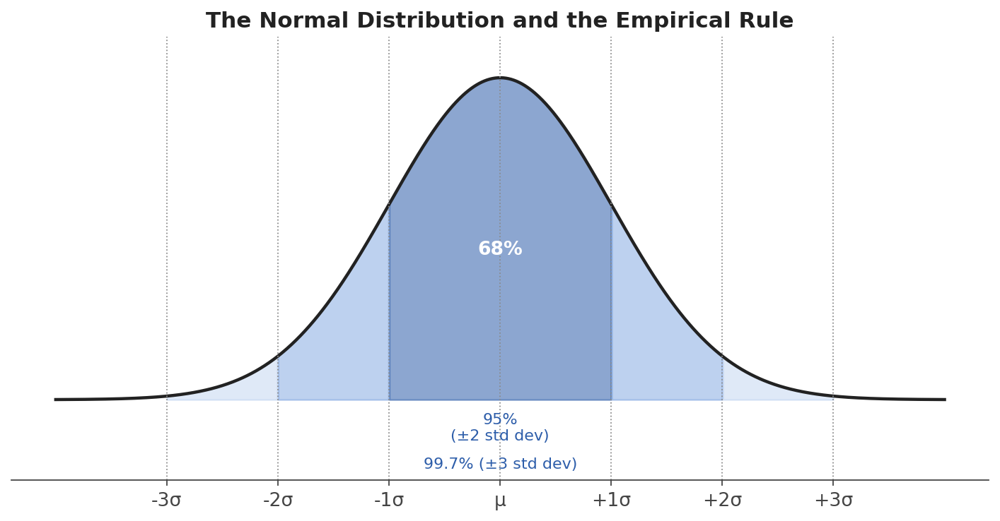 The Normal Distribution and the Empirical Rule
68%
95%
(±2 std dev)
99.7% (±3 std dev)
-3σ -2σ -1σ μ +1σ +2σ +3σ